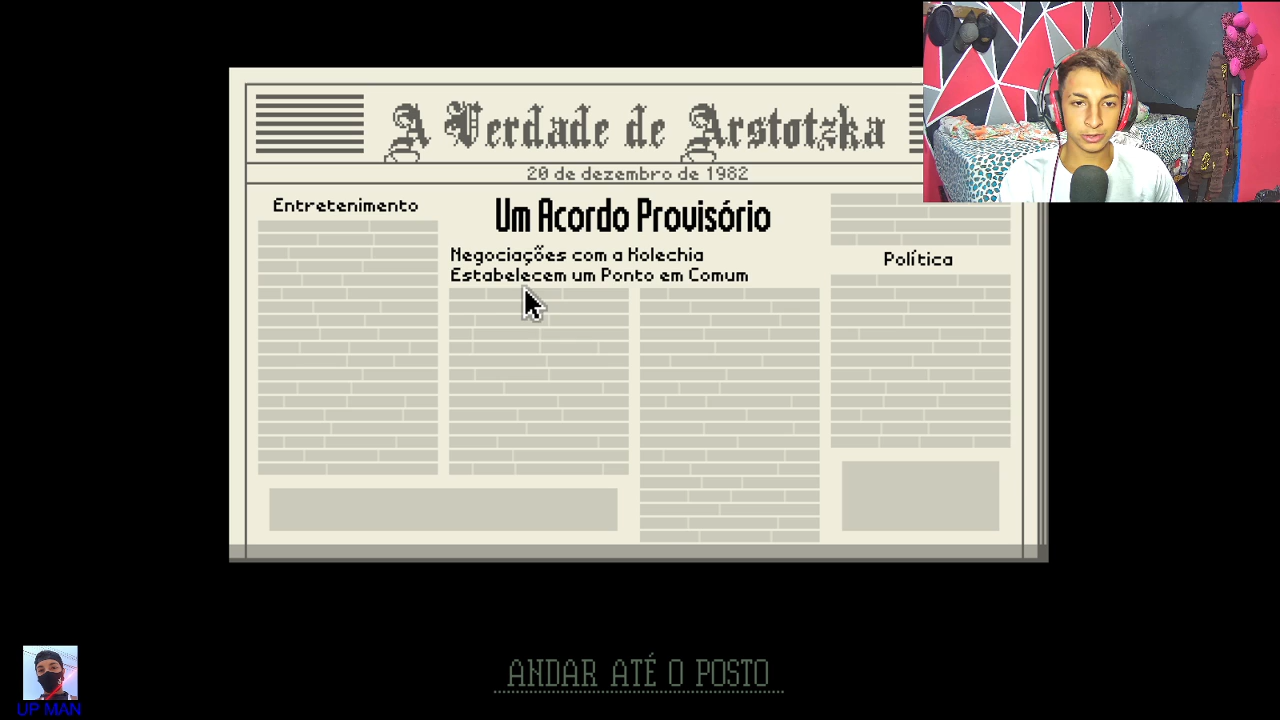 A Verdade de Arstotzka
20 de dezembro de 1982
Entretenimento
Um Acordo Provisório
Negociações com a Kolechia
Estabelecem um Ponto em Comum
Política
ANDAR ATÉ O POSTO
UP MAN